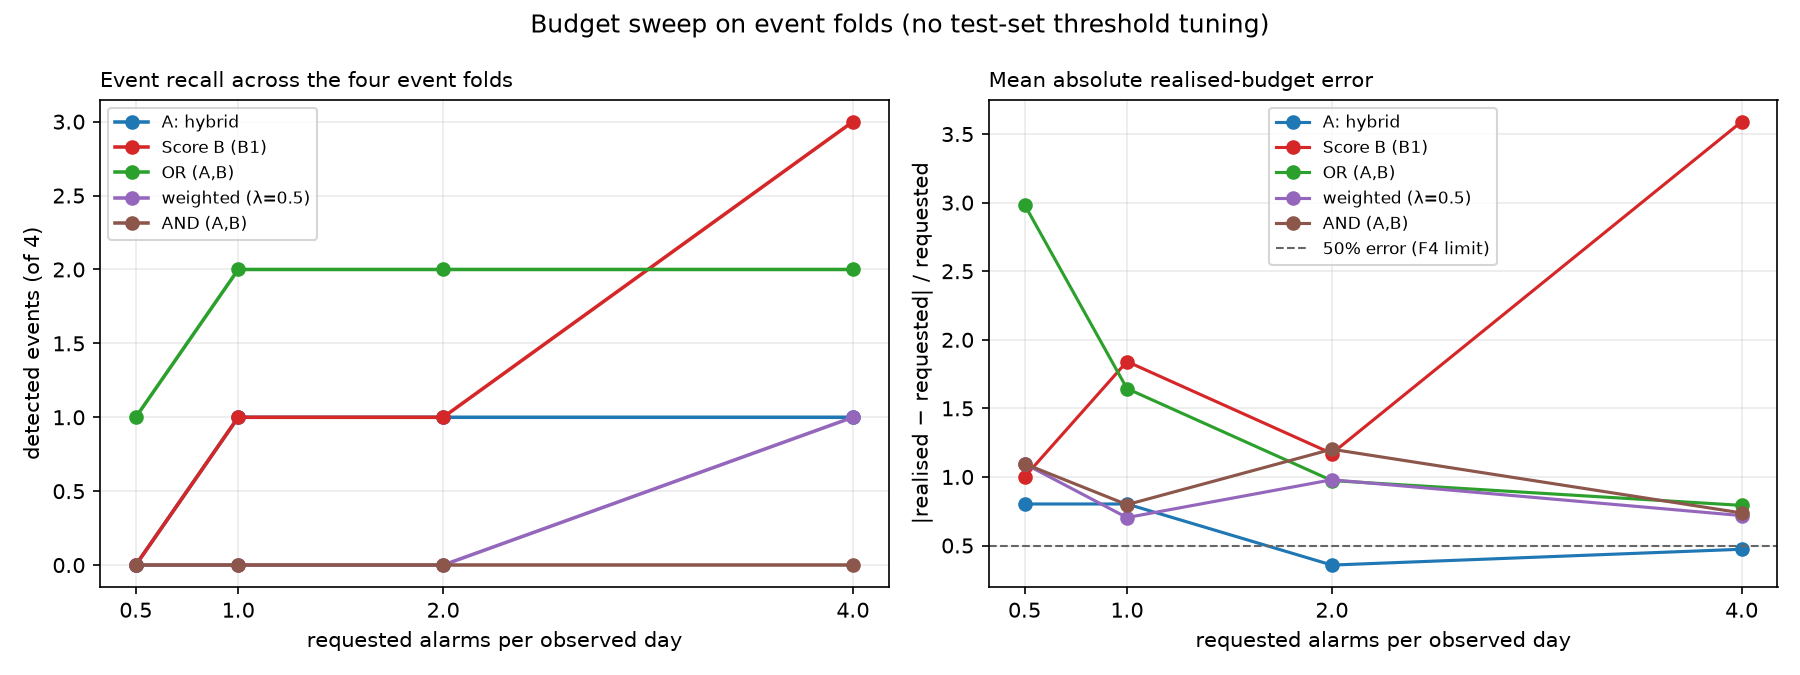 Budget sweep on event folds (no test-set threshold tuning)
Event recall across the four event folds
detected events (of 4)
3.0
2.5
2.0
1.5
1.0
0.5
0.0
A: hybrid
Score B (B1)
OR (A,B)
weighted (λ=0.5)
AND (A,B)
0.5 1.0 2.0 4.0
requested alarms per observed day
Mean absolute realised-budget error
|realised − requested| / requested
3.5
3.0
2.5
2.0
1.5
1.0
0.5
A: hybrid
Score B (B1)
OR (A,B)
weighted (λ=0.5)
AND (A,B)
50% error (F4 limit)
0.5 1.0 2.0 4.0
requested alarms per observed day